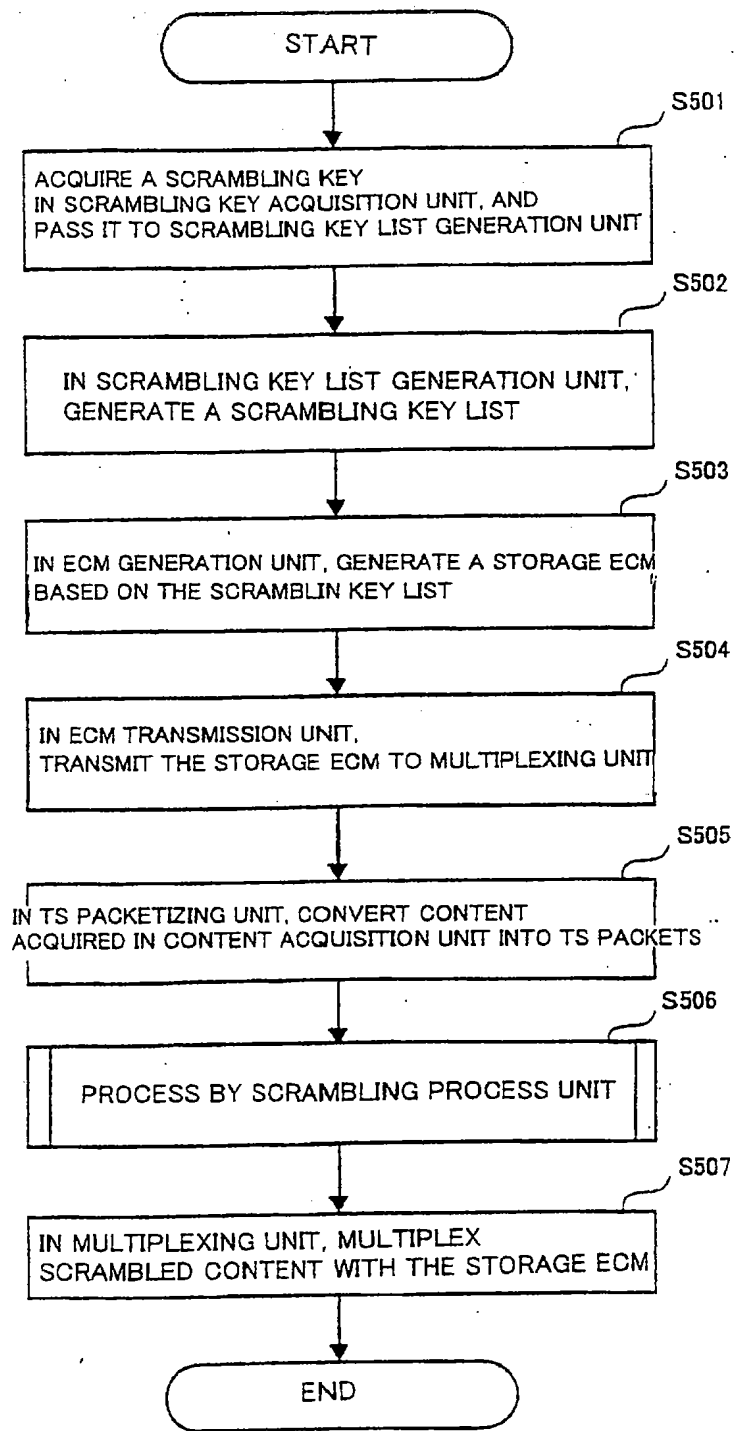 START
S501
ACQUIRE A SCRAMBLING KEY
IN SCRAMBLING KEY ACQUISITION UNIT, AND
PASS IT TO SCRAMBLING KEY LIST GENERATION UNIT
S502
IN SCRAMBLING KEY LIST GENERATION UNIT,
GENERATE A SCRAMBLING KEY LIST
S503
IN ECM GENERATION UNIT, GENERATE A STORAGE ECM
BASED ON THE SCRAMBLIN KEY LIST
S504
IN ECM TRANSMISSION UNIT,
TRANSMIT THE STORAGE ECM TO MULTIPLEXING UNIT
S505
IN TS PACKETIZING UNIT, CONVERT CONTENT
ACQUIRED IN CONTENT ACQUISITION UNIT INTO TS PACKETS
S506
PROCESS BY SCRAMBLING PROCESS UNIT
S507
IN MULTIPLEXING UNIT, MULTIPLEX
SCRAMBLED CONTENT WITH THE STORAGE ECM
END